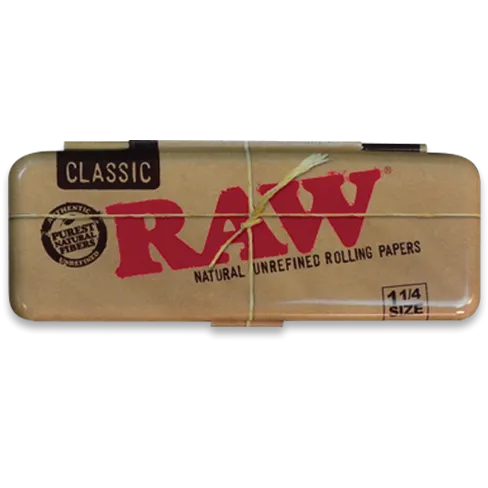 CLASSIC
AUTHENTIC
PUREST
NATURAL
FIBERS
UNREFINED
RAW®
NATURAL UNREFINED ROLLING PAPERS
1 1/4
SIZE